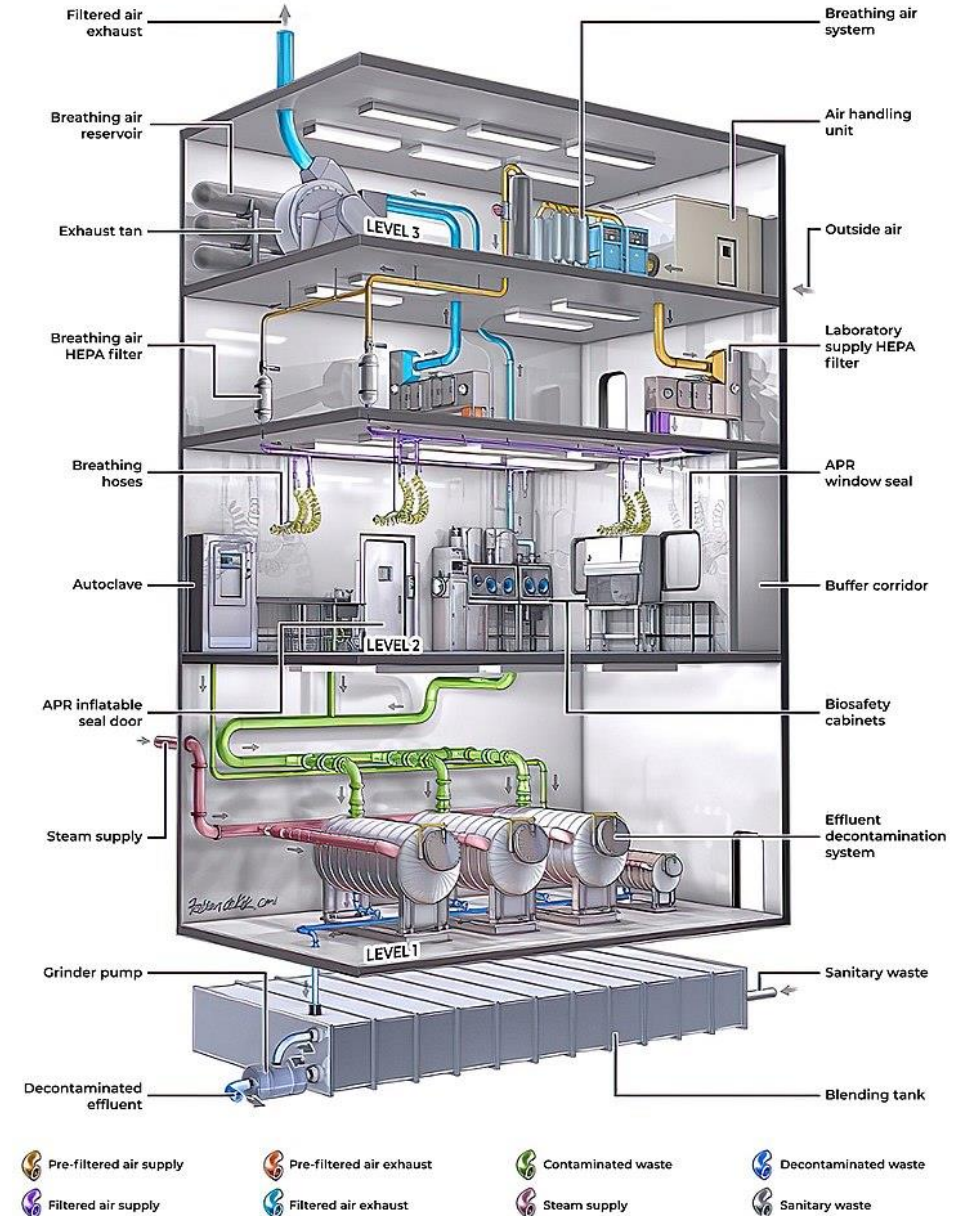 Filtered air
exhaust
Breathing air
system
Breathing air
reservoir
Air handling
unit
Exhaust tan
LEVEL 3
Outside air
Breathing air
HEPA filter
Laboratory
supply HEPA
filter
Breathing
hoses
APR
window seal
Autoclave
Buffer corridor
LEVEL 2
APR inflatable
seal door
Biosafety
cabinets
Steam supply
Effluent
decontamination
system
LEVEL 1
Grinder pump
Sanitary waste
Decontaminated
effluent
Blending tank
Pre-filtered air supply
Pre-filtered air exhaust
Contaminated waste
Decontaminated waste
Filtered air supply
Filtered air exhaust
Steam supply
Sanitary waste